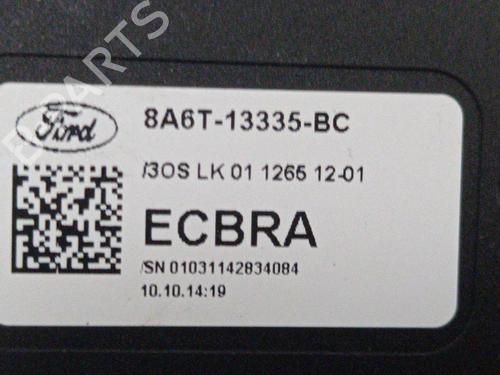 Ford
8A6T-13335-BC
/3OS LK 01 1265 12-01
ECBRA
/SN 01031142834084
10.10.14:19